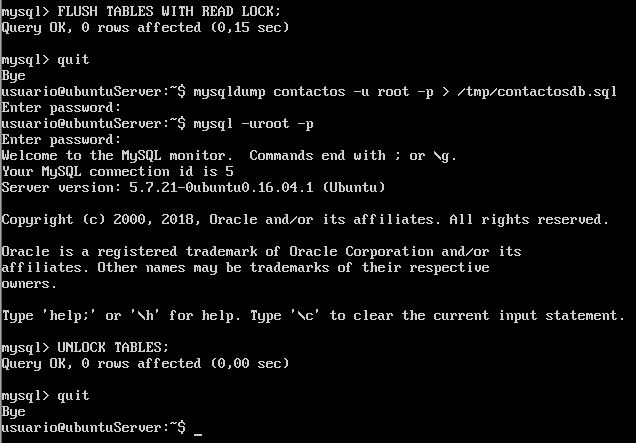 mysql> FLUSH TABLES WITH READ LOCK;
Query OK, 0 rows affected (0,15 sec)
mysql> quit
Bye
usuario@ubuntuServer:~$ mysqldump contactos -u root -p > /tmp/contactosdb.sql
Enter password:
usuario@ubuntuServer:~$ mysql -uroot -p
Enter password:
Welcome to the MySQL monitor.  Commands end with ; or \g.
Your MySQL connection id is 5
Server version: 5.7.21-0ubuntu0.16.04.1 (Ubuntu)
Copyright (c) 2000, 2018, Oracle and/or its affiliates. All rights reserved.
Oracle is a registered trademark of Oracle Corporation and/or its
affiliates. Other names may be trademarks of their respective
owners.
Type 'help;' or '\h' for help. Type '\c' to clear the current input statement.
mysql> UNLOCK TABLES;
Query OK, 0 rows affected (0,00 sec)
mysql> quit
Bye
usuario@ubuntuServer:~$ _